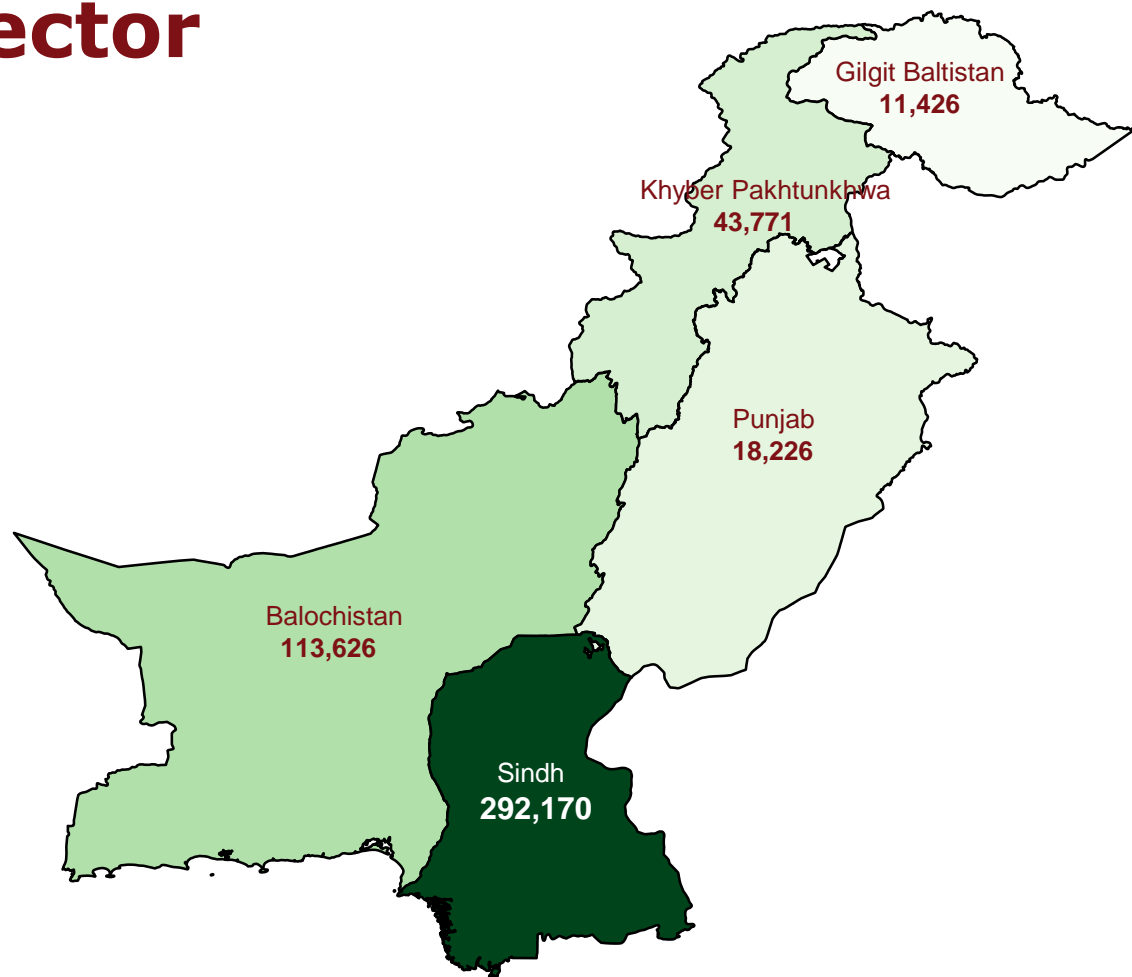 ector
Gilgit Baltistan
11,426
Khyber Pakhtunkhwa
43,771
Punjab
18,226
Balochistan
113,626
Sindh
292,170